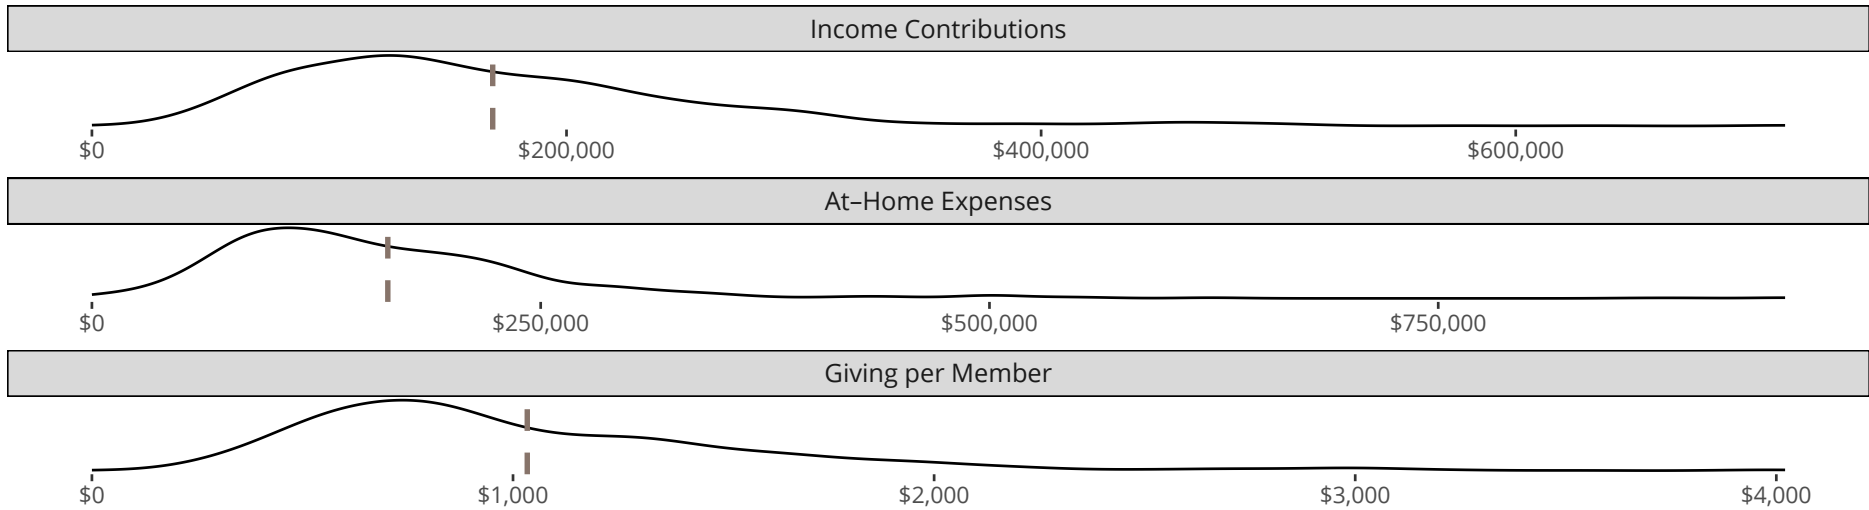 Income Contributions
$0 $200,000 $400,000 $600,000
At–Home Expenses
$0 $250,000 $500,000 $750,000
Giving per Member
$0 $1,000 $2,000 $3,000 $4,000